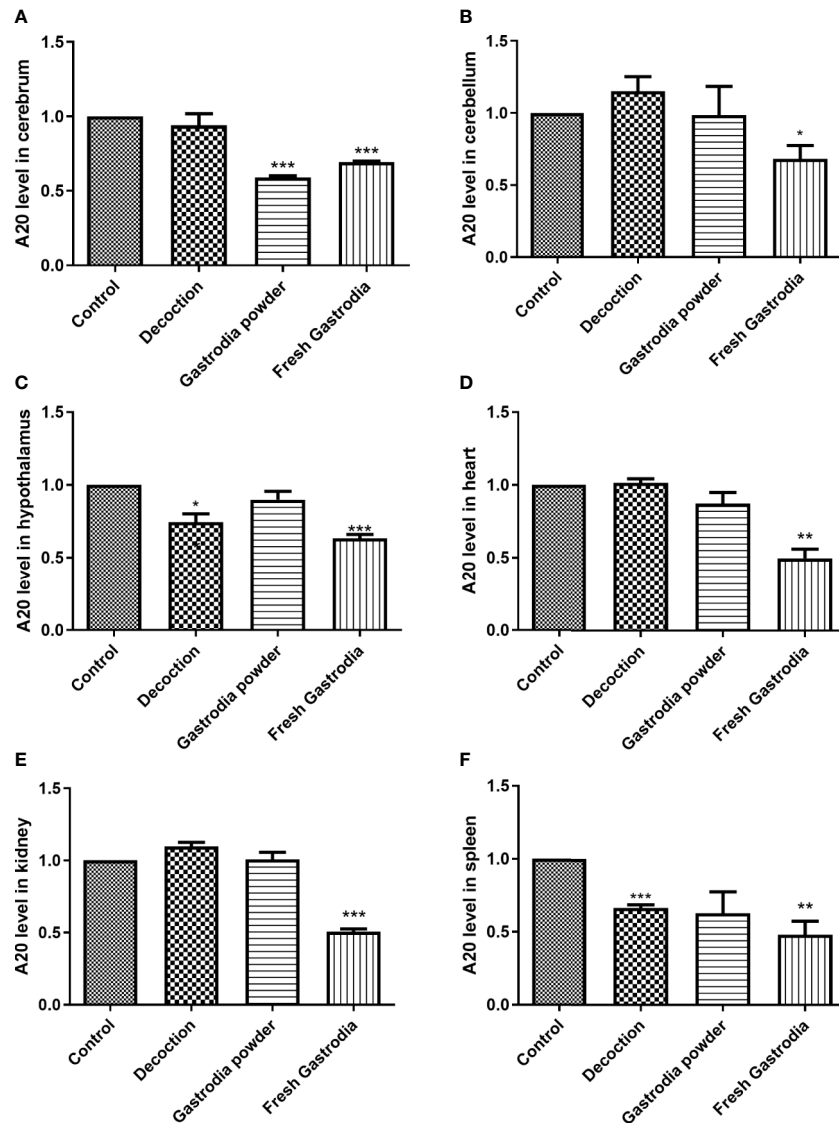 A
A20 level in cerebrum
1.5
1.0
0.5
0.0
***
***
Control
Decoction
Gastrodia powder
Fresh Gastrodia
B
A20 level in cerebellum
1.5
1.0
0.5
0.0
*
Control
Decoction
Gastrodia powder
Fresh Gastrodia
C
A20 level in hypothalamus
1.5
1.0
0.5
0.0
*
***
Control
Decoction
Gastrodia powder
Fresh Gastrodia
D
A20 level in heart
1.5
1.0
0.5
0.0
**
Control
Decoction
Gastrodia powder
Fresh Gastrodia
E
A20 level in kidney
1.5
1.0
0.5
0.0
***
Control
Decoction
Gastrodia powder
Fresh Gastrodia
F
A20 level in spleen
1.5
1.0
0.5
0.0
***
**
Control
Decoction
Gastrodia powder
Fresh Gastrodia